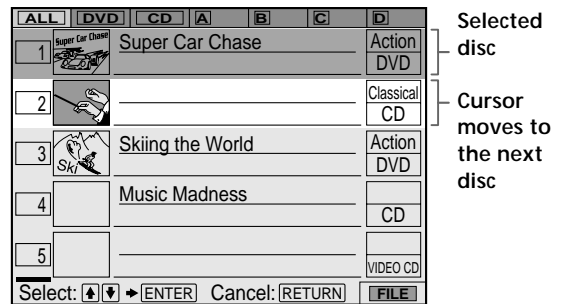 ALL DVD CD A B C D
1 Super Car Chase Super Car Chase Action
DVD
2 Classical
CD
3 Ski Skiing the World Action
DVD
4 Music Madness
CD
5
VIDEO CD
Select: ENTER Cancel: RETURN FILE
Selected
disc
Cursor
moves to
the next
disc